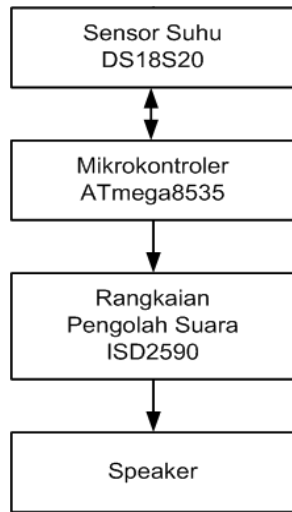 Sensor Suhu
DS18S20
Mikrokontroler
ATmega8535
Rangkaian
Pengolah Suara
ISD2590
Speaker